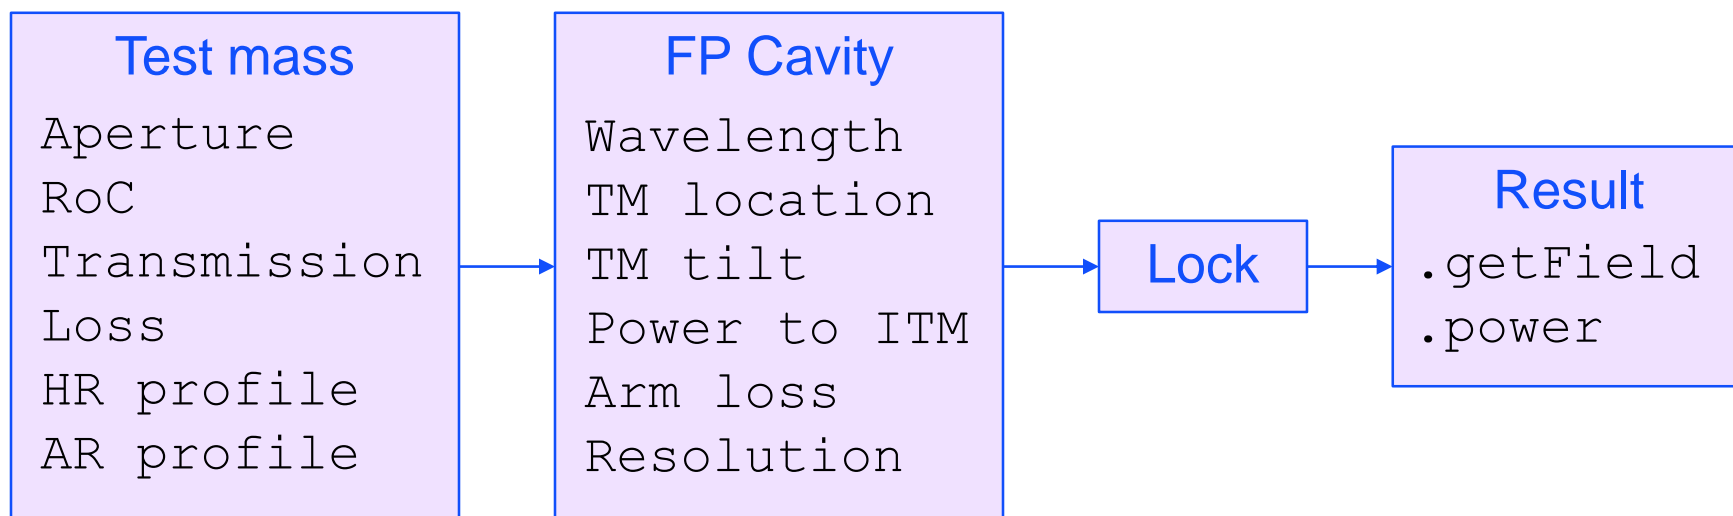 Test mass
Aperture
RoC
Transmission
Loss
HR profile
AR profile
FP Cavity
Wavelength
TM location
TM tilt
Power to ITM
Arm loss
Resolution
Lock
Result
.getField
.power